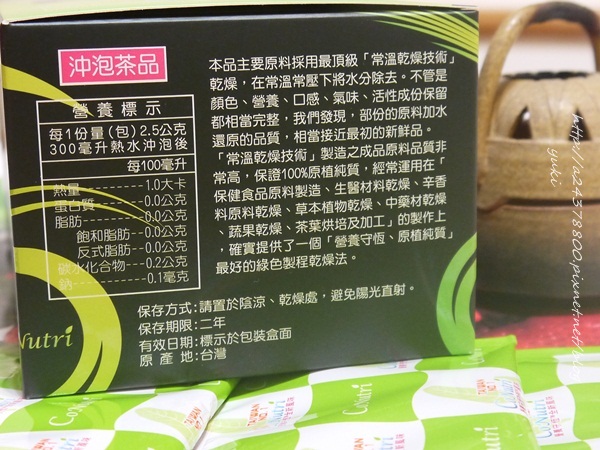 沖泡茶品
營養標示
每1份量(包)2.5公克
300毫升熱水沖泡後
每100毫升
熱量----------1.0大卡
蛋白質--------0.0公克
脂肪----------0.0公克
飽和脂肪-----0.0公克
反式脂肪-----0.0公克
碳水化合物---0.2公克
鈉------------0.1毫克
本品主要原料採用最頂級「常溫乾燥技術」
乾燥,在常溫常壓下將水分除去。不管是
顏色、營養、口感、氣味、活性成份保留
都相當完整,我們發現,部份的原料加水
還原的品質,相當接近最初的新鮮品。
「常溫乾燥技術」製造之成品原料品質非
常高,保證100%原植純質,經常運用在「
保健食品原料製造、生醫材料乾燥、辛香
料原料乾燥、草本植物乾燥、中藥材乾燥
、蔬果乾燥、茶葉烘培及加工」的製作上
,確實提供了一個「營養守恆、原植純質」
最好的綠色製程乾燥法。
保存方式:請置於陰涼、乾燥處,避免陽光直射。
保存期限:二年
有效日期:標示於包裝盒面
原產地:台灣
Nutri
yuki
CoNutri
CoNutri